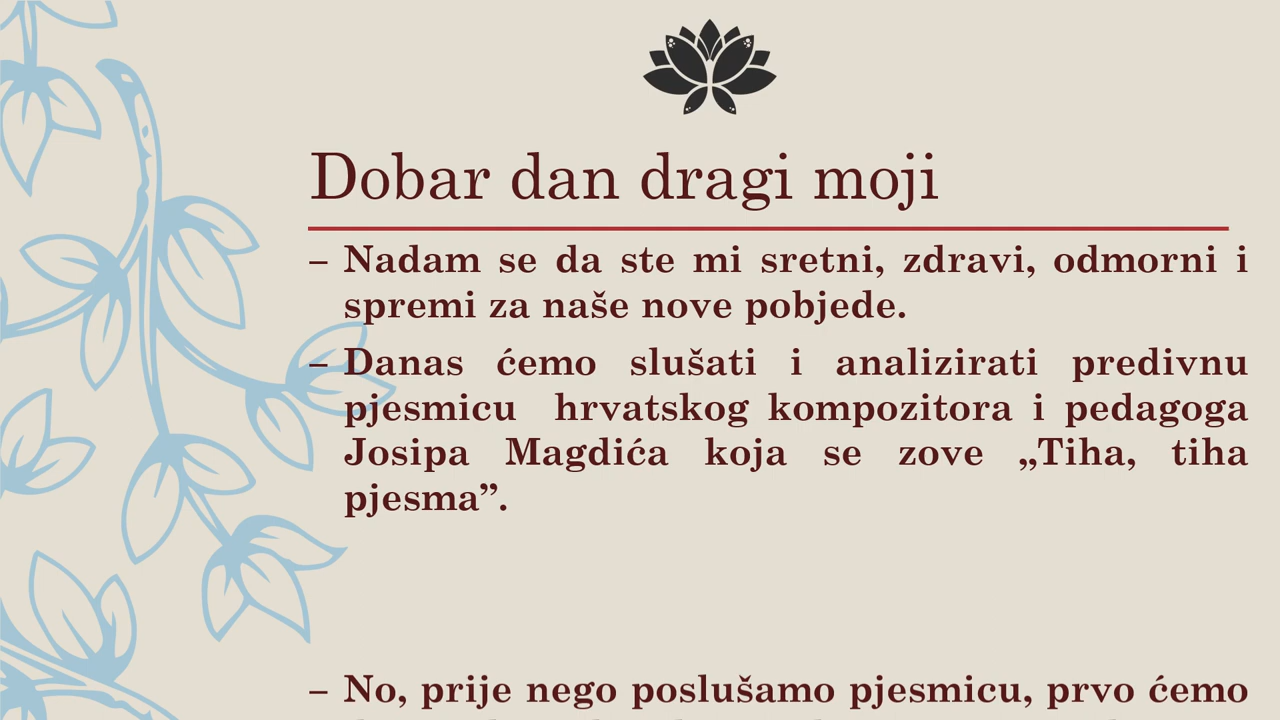 Dobar dan dragi moji
– Nadam se da ste mi sretni, zdravi, odmorni i
spremi za naše nove pobjede.
– Danas ćemo slušati i analizirati predivnu
pjesmicu hrvatskog kompozitora i pedagoga
Josipa Magdića koja se zove „Tiha, tiha
pjesma”.
– No, prije nego poslušamo pjesmicu, prvo ćemo